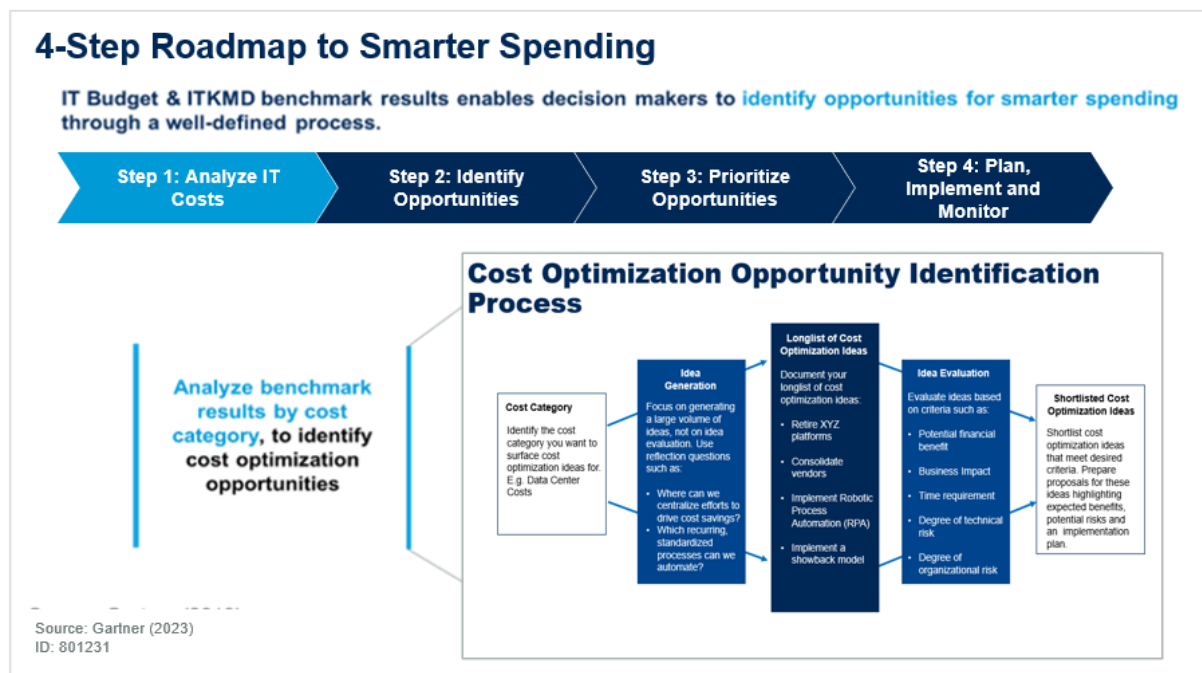 4-Step Roadmap to Smarter Spending
IT Budget & ITKMD benchmark results enables decision makers to identify opportunities for smarter spending
through a well-defined process.
Step 1: Analyze IT
Costs
Step 2: Identify
Opportunities
Step 3: Prioritize
Opportunities
Step 4: Plan,
Implement and
Monitor
Analyze benchmark
results by cost
category, to identify
cost optimization
opportunities
Cost Optimization Opportunity Identification
Process
Cost Category
Identify the cost
category you want to
surface cost
optimization ideas for.
E.g. Data Center
Costs
Idea
Generation
Focus on generating
a large volume of
ideas, not on idea
evaluation. Use
reflection questions
such as:
• Where can we
centralize efforts to
drive cost savings?
• Which recurring,
standardized
processes can we
automate?
Longlist of Cost
Optimization Ideas
Document your
longlist of cost
optimization ideas:
• Retire XYZ
platforms
• Consolidate
vendors
• Implement Robotic
Process
Automation (RPA)
• Implement a
showback model
Idea Evaluation
Evaluate ideas based
on criteria such as:
• Potential financial
benefit
• Business Impact
• Time requirement
• Degree of technical
risk
• Degree of
organizational risk
Shortlisted Cost
Optimization Ideas
Shortlist cost
optimization ideas
that meet desired
criteria. Prepare
proposals for these
ideas highlighting
expected benefits,
potential risks and
an implementation
plan.
Source: Gartner (2023)
ID: 801231